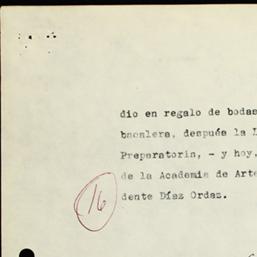 dio en regalo de bodas
bacalera, después la
Preparatoria, - y hoy,
de la Academia de Arte
dente Díaz Ordaz.
16